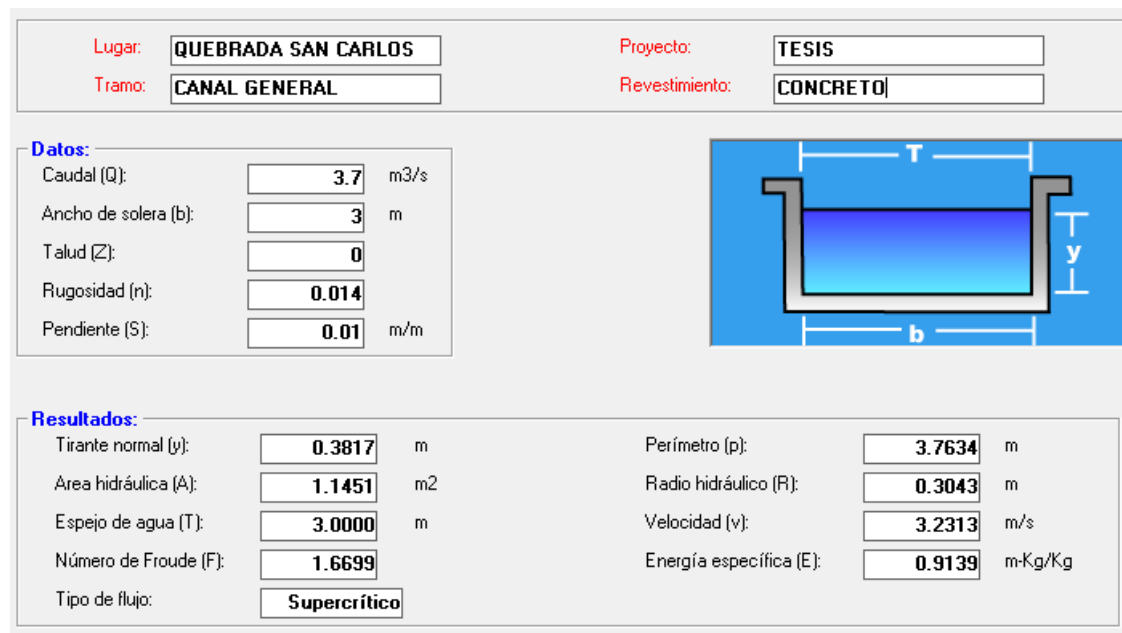 Lugar: QUEBRADA SAN CARLOS Proyecto: TESIS
Tramo: CANAL GENERAL Revestimiento: CONCRETO
Datos:
Caudal (Q): 3.7 m3/s
Ancho de solera (b): 3 m
Talud (Z): 0
Rugosidad (n): 0.014
Pendiente (S): 0.01 m/m
T
y
b
Resultados:
Tirante normal (y): 0.3817 m Perímetro (p): 3.7634 m
Area hidráulica (A): 1.1451 m2 Radio hidráulico (R): 0.3043 m
Espejo de agua (T): 3.0000 m Velocidad (v): 3.2313 m/s
Número de Froude (F): 1.6699 Energía específica (E): 0.9139 m-Kg/Kg
Tipo de flujo: Supercrítico